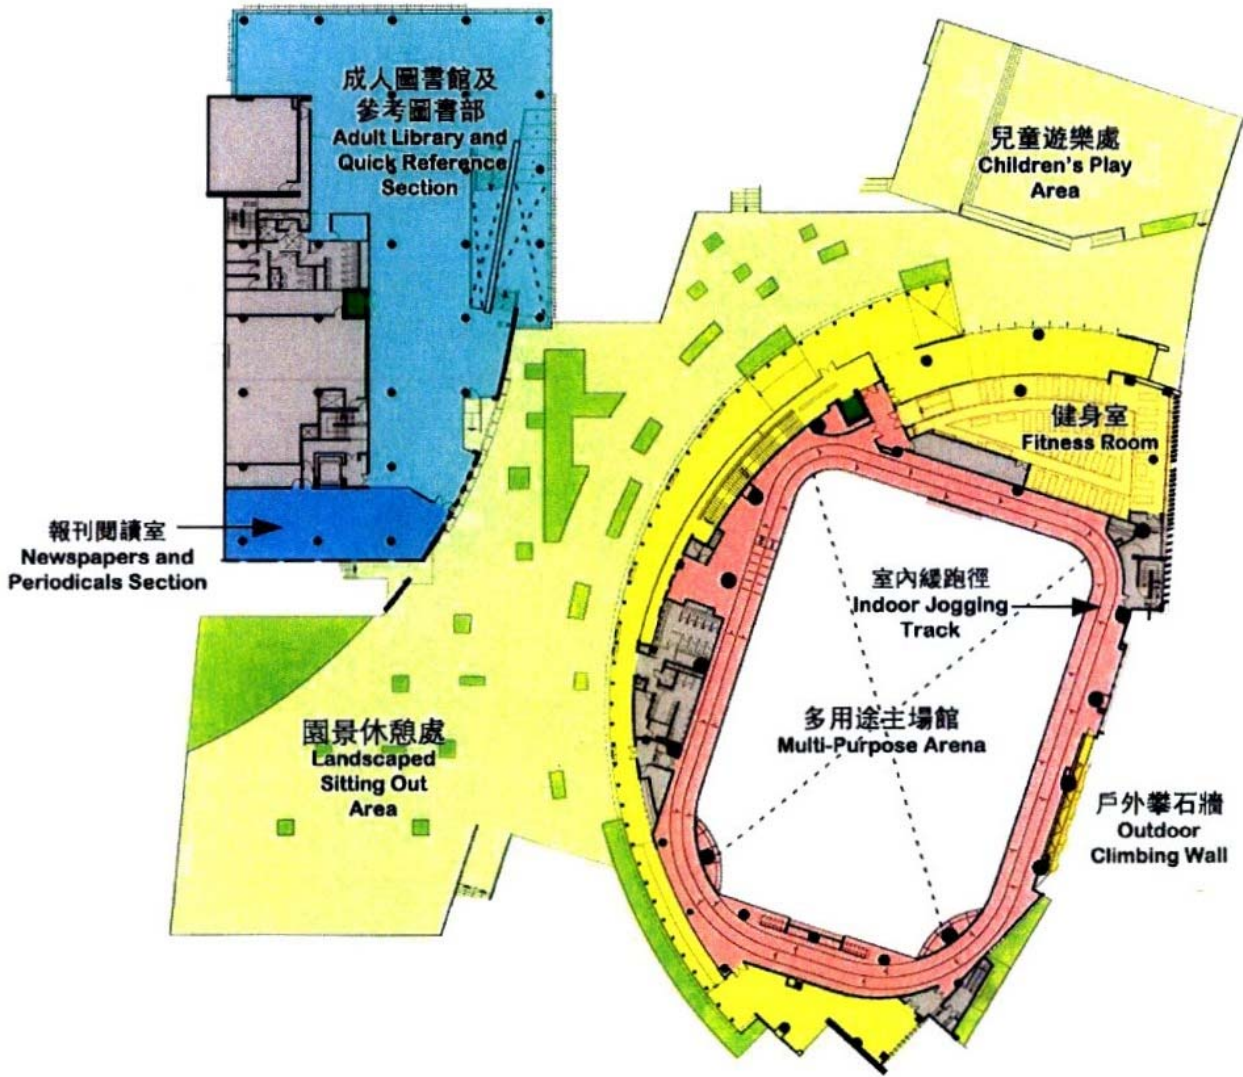 成人圖書館及
參考圖書部
Adult Library and
Quick Reference
Section
兒童遊樂處
Children's Play
Area
健身室
Fitness Room
報刊閱讀室
Newspapers and
Periodicals Section
室內緩跑徑
Indoor Jogging
Track
園景休憩處
Landscaped
Sitting Out
Area
多用途主場館
Multi-Purpose Arena
戶外攀石牆
Outdoor
Climbing Wall